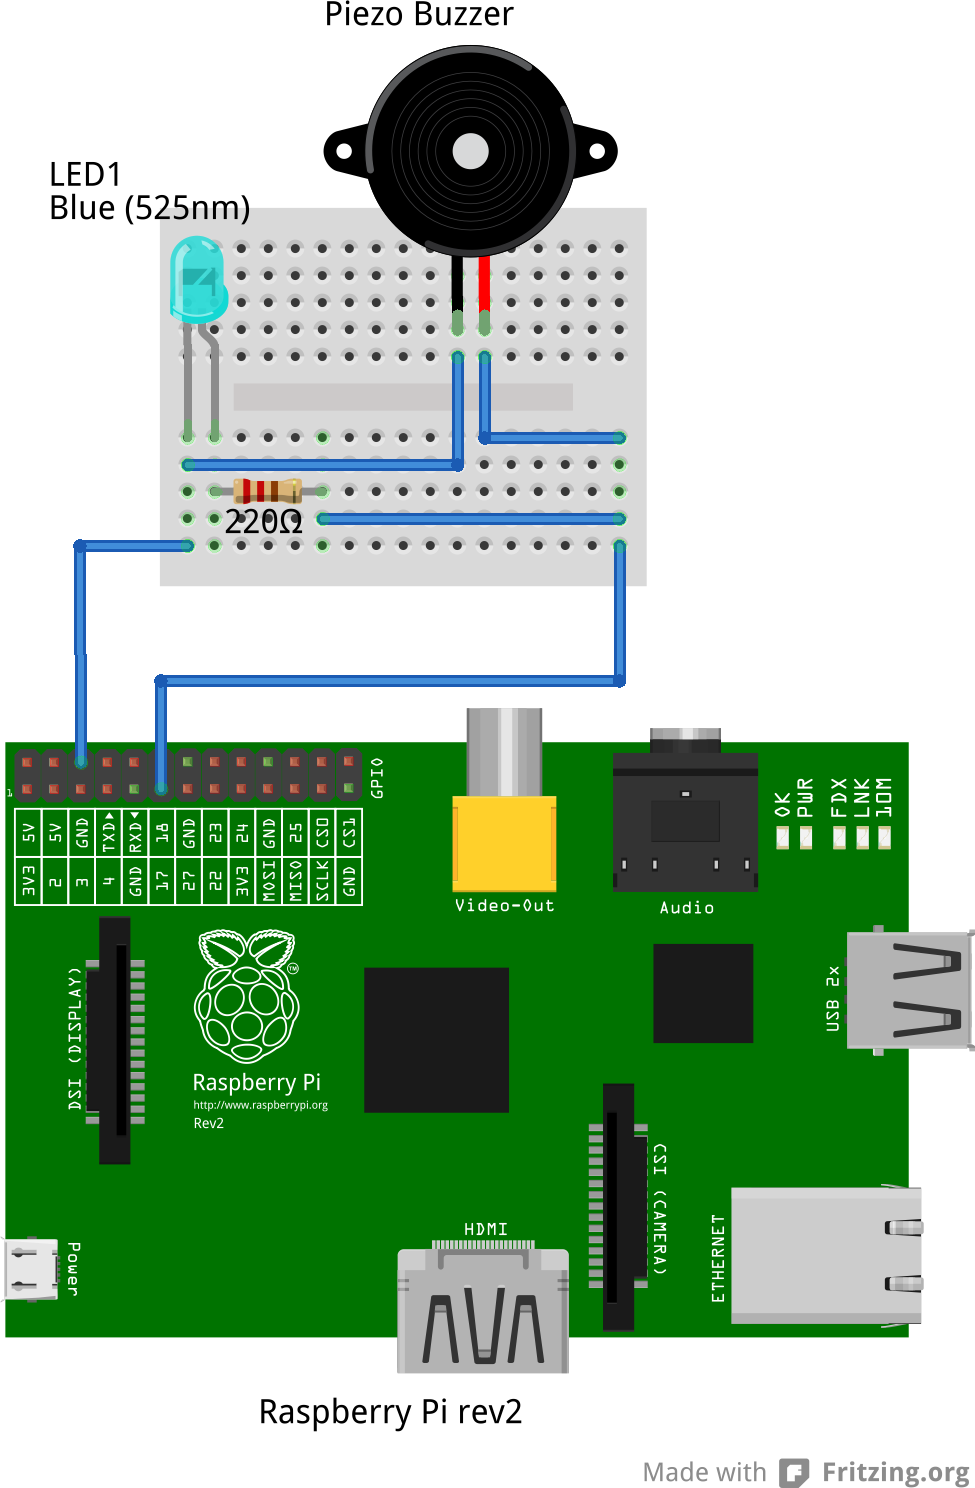 Piezo Buzzer
LED1
Blue (525nm)
220Ω
1
GPIO
5V 5V GND TXD RXD 18 GND 23 24 GND 25 CS0 CS1
3V3 2 3 4 GND 17 27 22 3V3 MOSI MISO SCLK GND
OK PWR FDX LNK 10M
Video-Out
Audio
USB 2x
DSI (DISPLAY)
TM
Raspberry Pi
http://www.raspberrypi.org
Rev2
CSI (CAMERA)
HDMI
ETHERNET
Power
Raspberry Pi rev2
Made with Fritzing.org